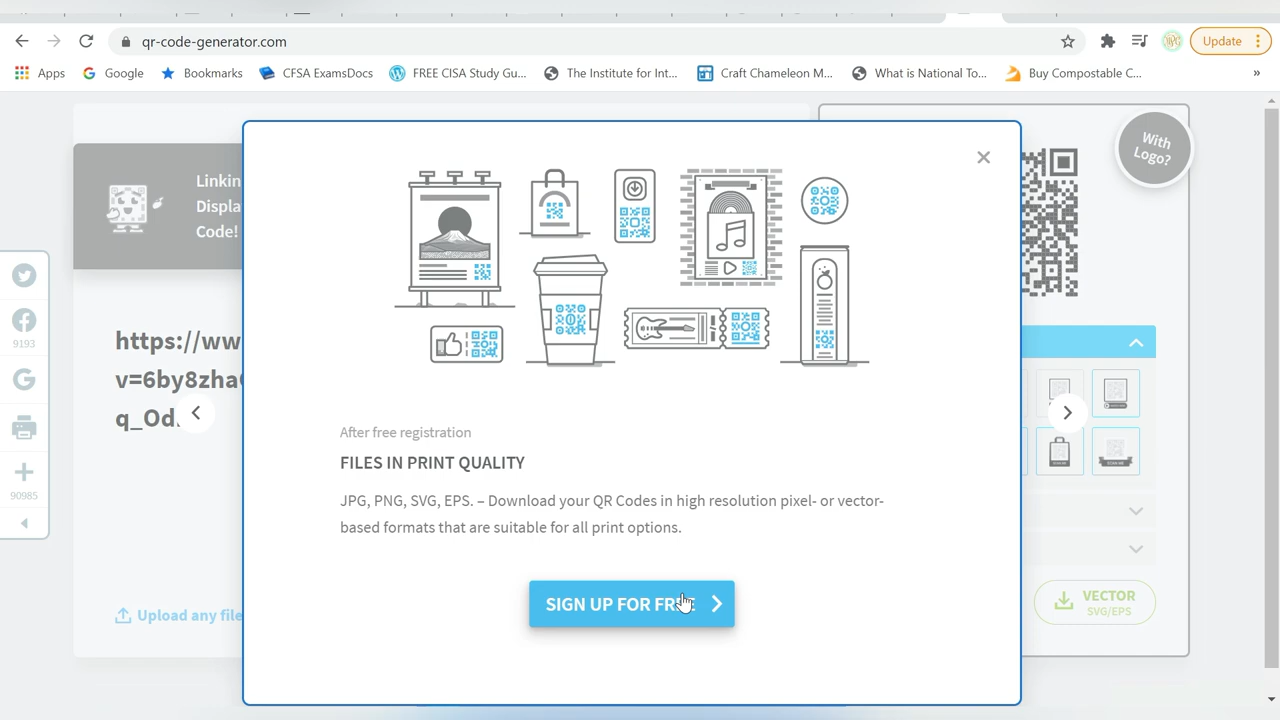 qr-code-generator.com
Update
Apps
Google
Bookmarks
CFSA ExamsDocs
FREE CISA Study Gu...
The Institute for Int...
Craft Chameleon M...
What is National To...
Buy Compostable C...
»
With
Logo?
Linkin
Displa
Code!
9193
90985
https://ww
v=6by8zha
q_Od
After free registration
FILES IN PRINT QUALITY
JPG, PNG, SVG, EPS. – Download your QR Codes in high resolution pixel- or vector-
based formats that are suitable for all print options.
SIGN UP FOR FREE
Upload any file
VECTOR
SVG/EPS